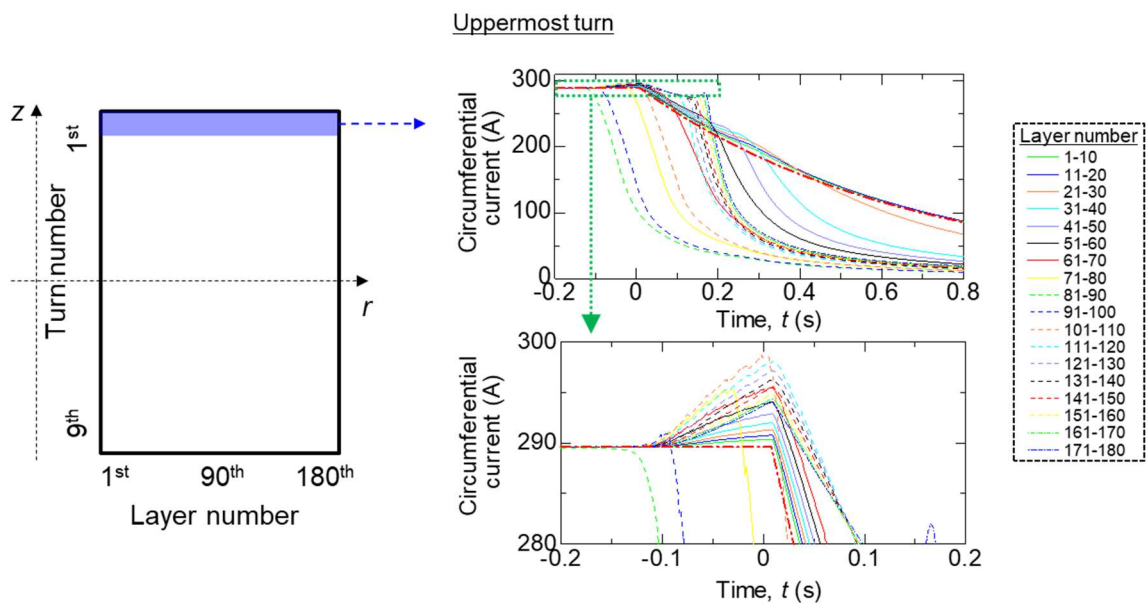 Uppermost turn
z
1st
Turn number
9th
r
1st 90th 180th
Layer number
Circumferential
current (A)
300
200
100
0
-0.2 0 0.2 0.4 0.6 0.8
Time, t (s)
Circumferential
current (A)
300
290
280
-0.2 -0.1 0 0.1 0.2
Time, t (s)
Layer number
1-10
11-20
21-30
31-40
41-50
51-60
61-70
71-80
81-90
91-100
101-110
111-120
121-130
131-140
141-150
151-160
161-170
171-180